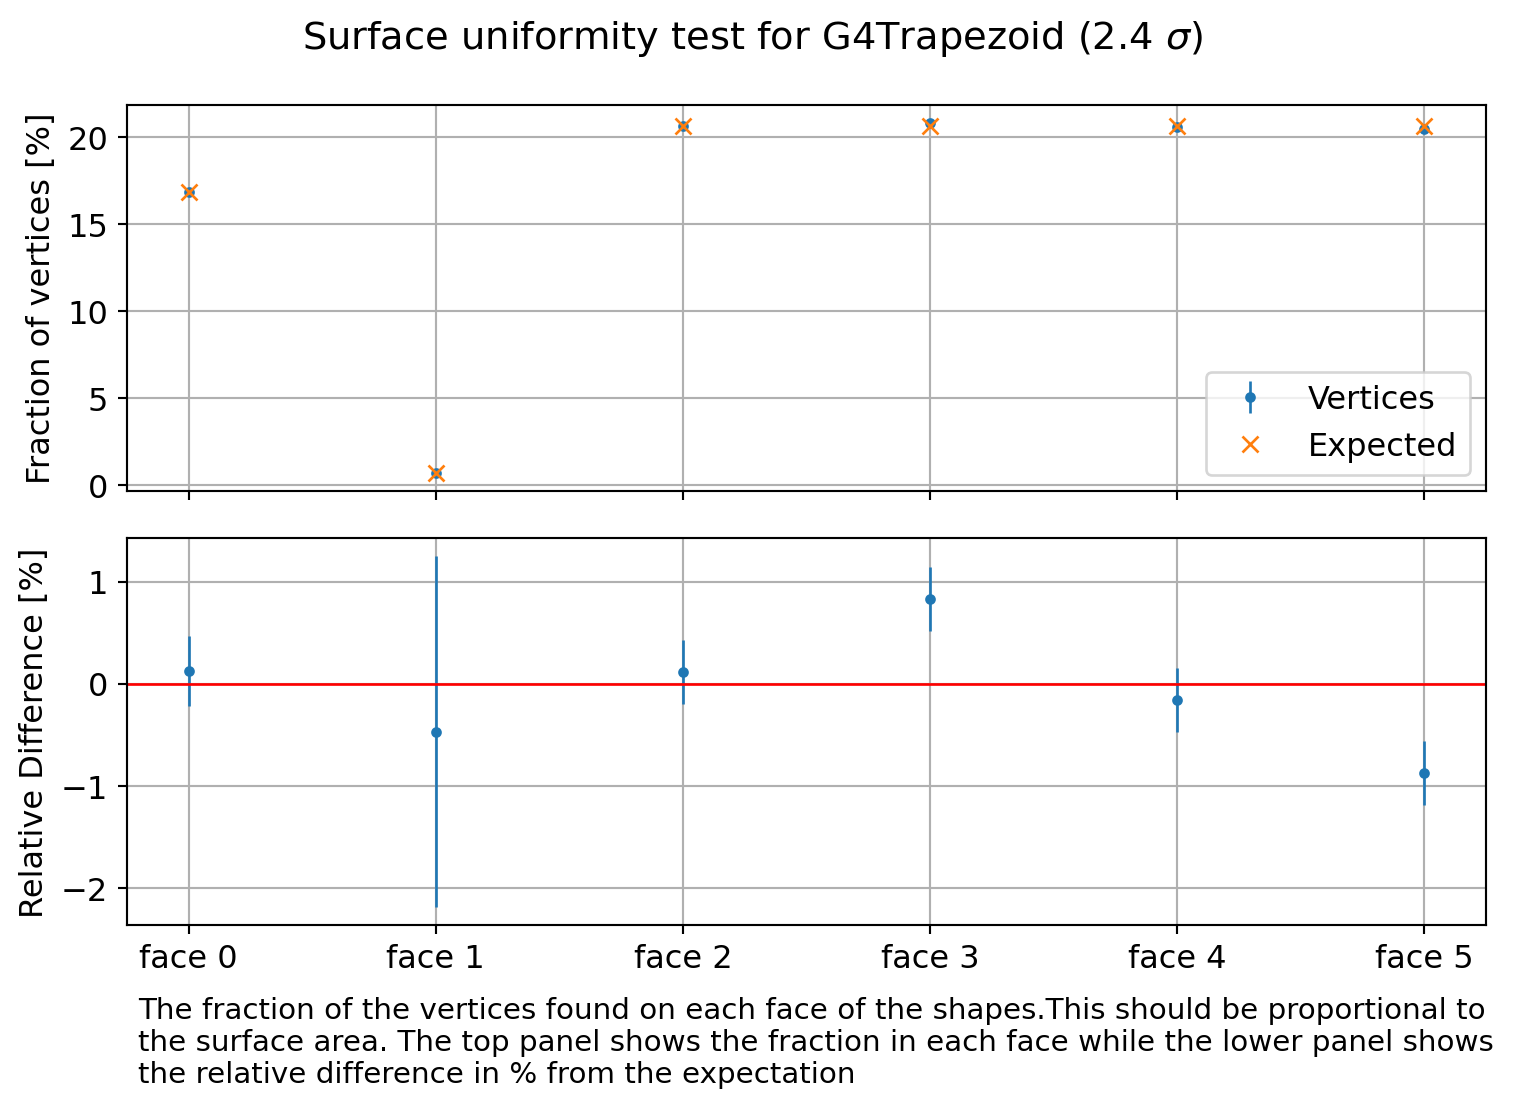 Surface uniformity test for G4Trapezoid (2.4 σ)
Fraction of vertices [%]
20
15
10
5
0
Vertices
Expected
Relative Difference [%]
1
0
−1
−2
face 0 face 1 face 2 face 3 face 4 face 5
The fraction of the vertices found on each face of the shapes.This should be proportional to
the surface area. The top panel shows the fraction in each face while the lower panel shows
the relative difference in % from the expectation